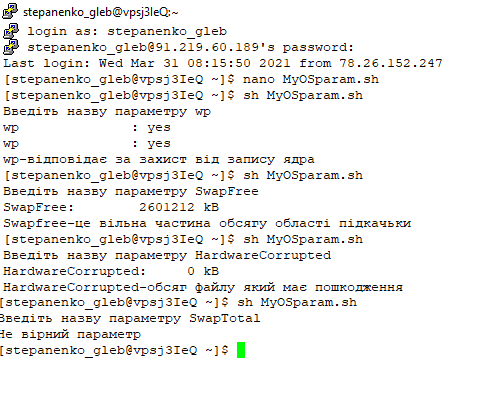 stepanenko_gleb@vpsj3IeQ:~
login as: stepanenko_gleb
stepanenko_gleb@91.219.60.189's password:
Last login: Wed Mar 31 08:15:50 2021 from 78.26.152.247
[stepanenko_gleb@vpsj3IeQ ~]$ nano MyOSparam.sh
[stepanenko_gleb@vpsj3IeQ ~]$ sh MyOSparam.sh
Введіть назву параметру wp
wp : yes
wp : yes
wp-відповідає за захист від запису ядра
[stepanenko_gleb@vpsj3IeQ ~]$ sh MyOSparam.sh
Введіть назву параметру SwapFree
SwapFree: 2601212 kB
Swapfree-це вільна частина обсягу області підкачьки
[stepanenko_gleb@vpsj3IeQ ~]$ sh MyOSparam.sh
Введіть назву параметру HardwareCorrupted
HardwareCorrupted: 0 kB
HardwareCorrupted-обсяг файлу який має пошкодження
[stepanenko_gleb@vpsj3IeQ ~]$ sh MyOSparam.sh
Введіть назву параметру SwapTotal
Не вірний параметр
[stepanenko_gleb@vpsj3IeQ ~]$